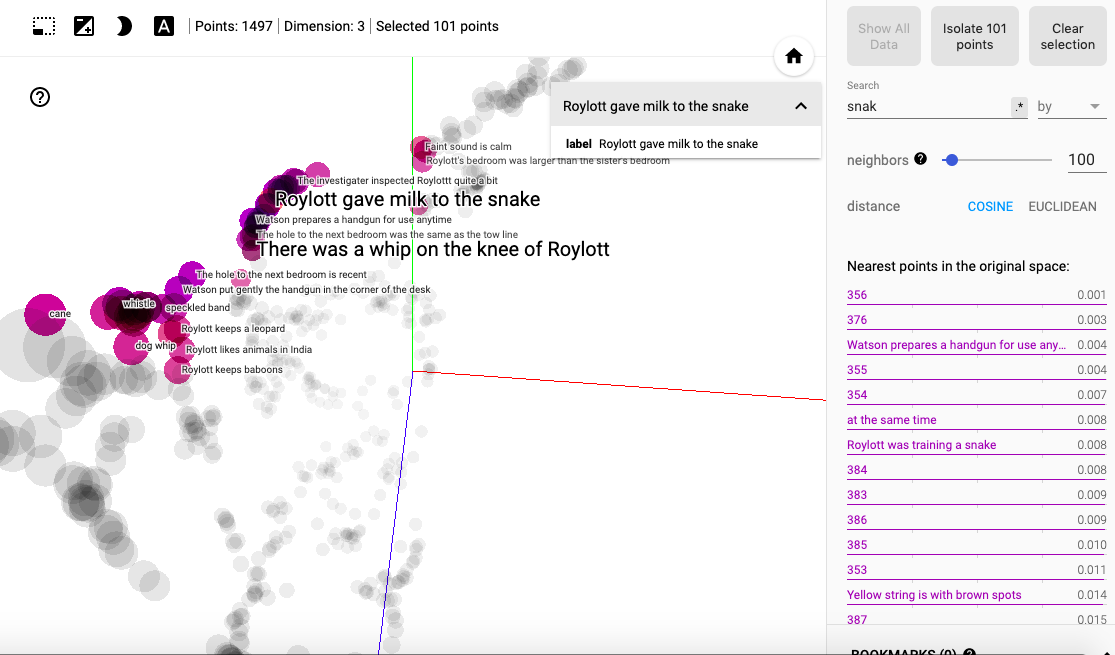 A
Points: 1497 | Dimension: 3 | Selected 101 points
Show All Data
Isolate 101 points
Clear selection
Search
snak
.*
by
neighbors
100
distance
COSINE
EUCLIDEAN
Nearest points in the original space:
356 0.001
376 0.003
Watson prepares a handgun for use any... 0.004
355 0.004
354 0.007
at the same time 0.008
Roylott was training a snake 0.008
384 0.008
383 0.009
386 0.009
385 0.010
353 0.011
Yellow string is with brown spots 0.014
387 0.015
BOOKMARKS (0)
Roylott gave milk to the snake
label Roylott gave milk to the snake
Faint sound is calm
Roylott's bedroom was larger than the sister's bedroom
The investigater inspected Roylottt quite a bit
Roylott gave milk to the snake
Watson prepares a handgun for use anytime
The hole to the next bedroom was the same as the tow line
There was a whip on the knee of Roylott
The hole to the next bedroom is recent
Watson put gently the handgun in the corner of the desk
whistle
speckled band
cane
Roylott keeps a leopard
dog whip
Roylott likes animals in India
Roylott keeps baboons